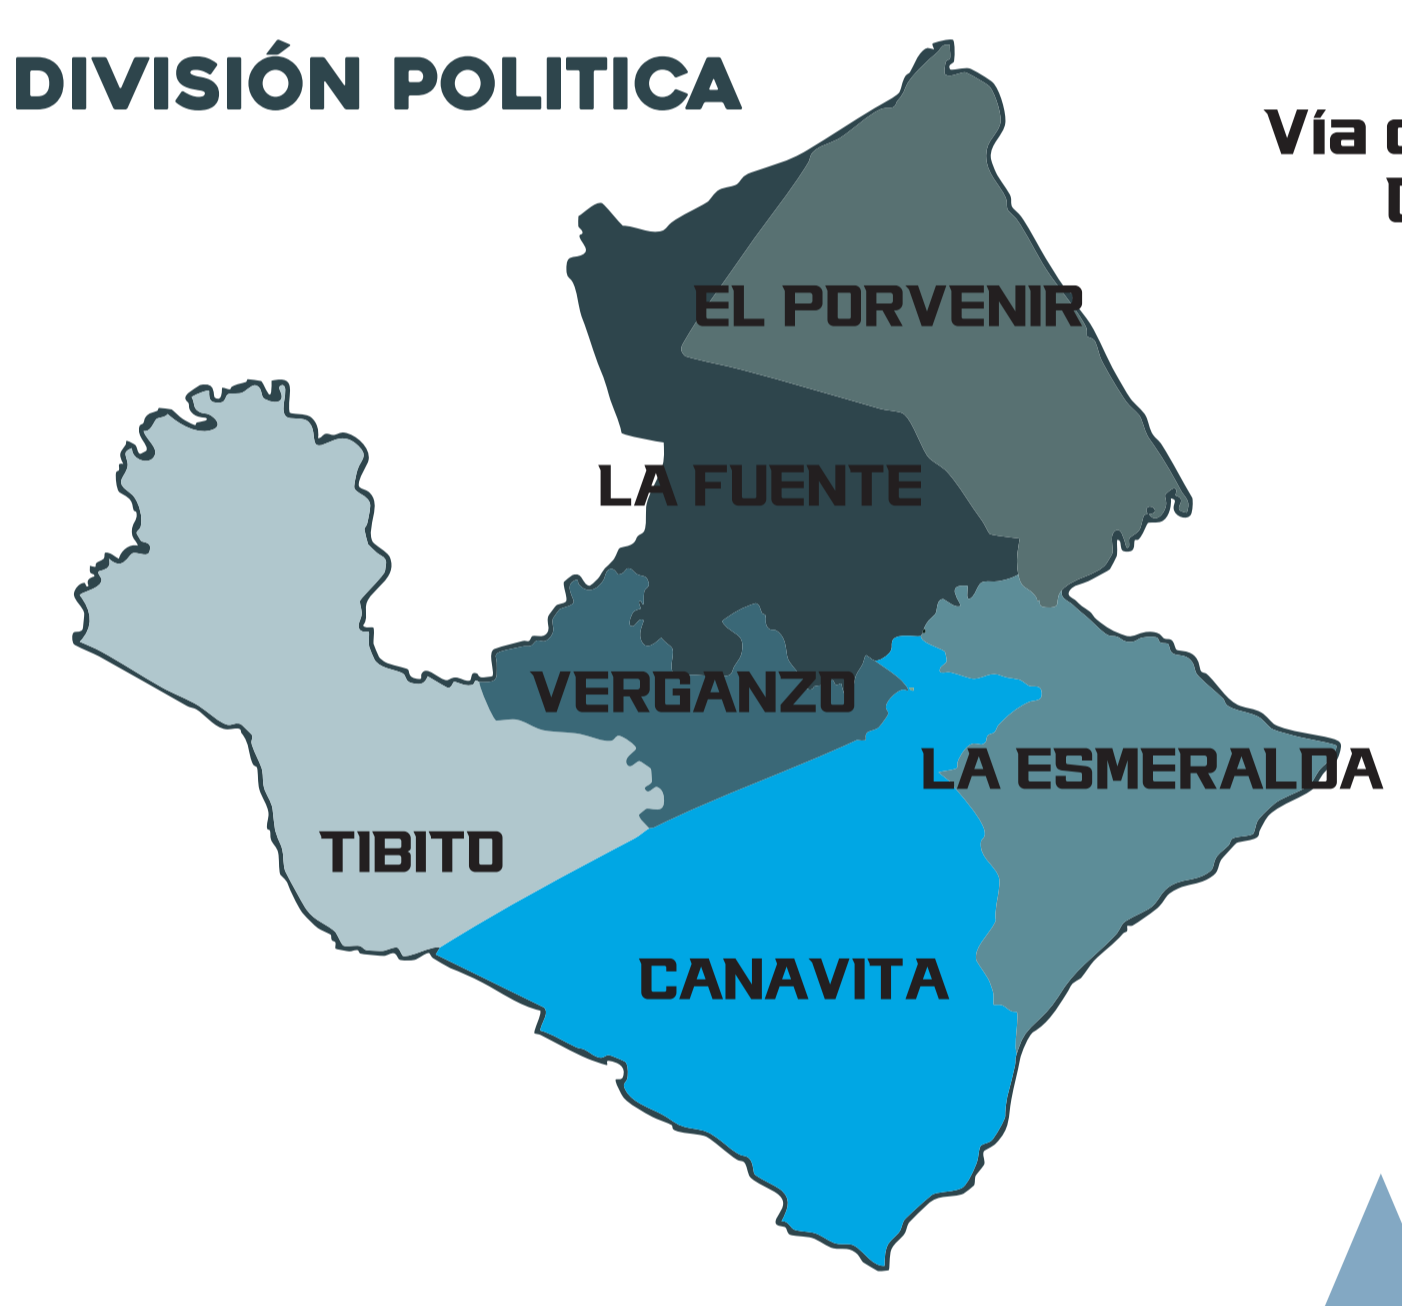 DIVISIÓN POLITICA
Vía
EL PORVENIR
LA FUENTE
VERGANZO
LA ESMERALDA
TIBITO
CANAVITA